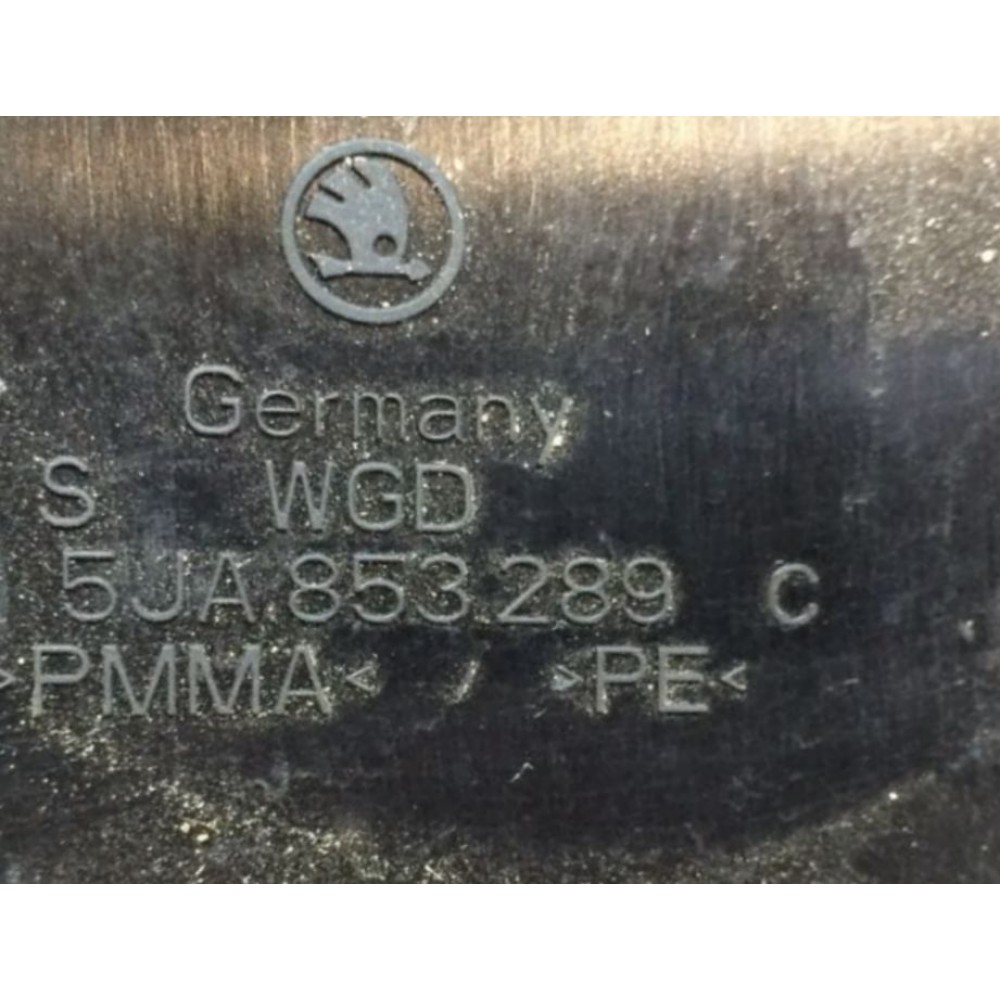 Germany
S WGD
5JA 853 289 C
>PMMA< / >PE<